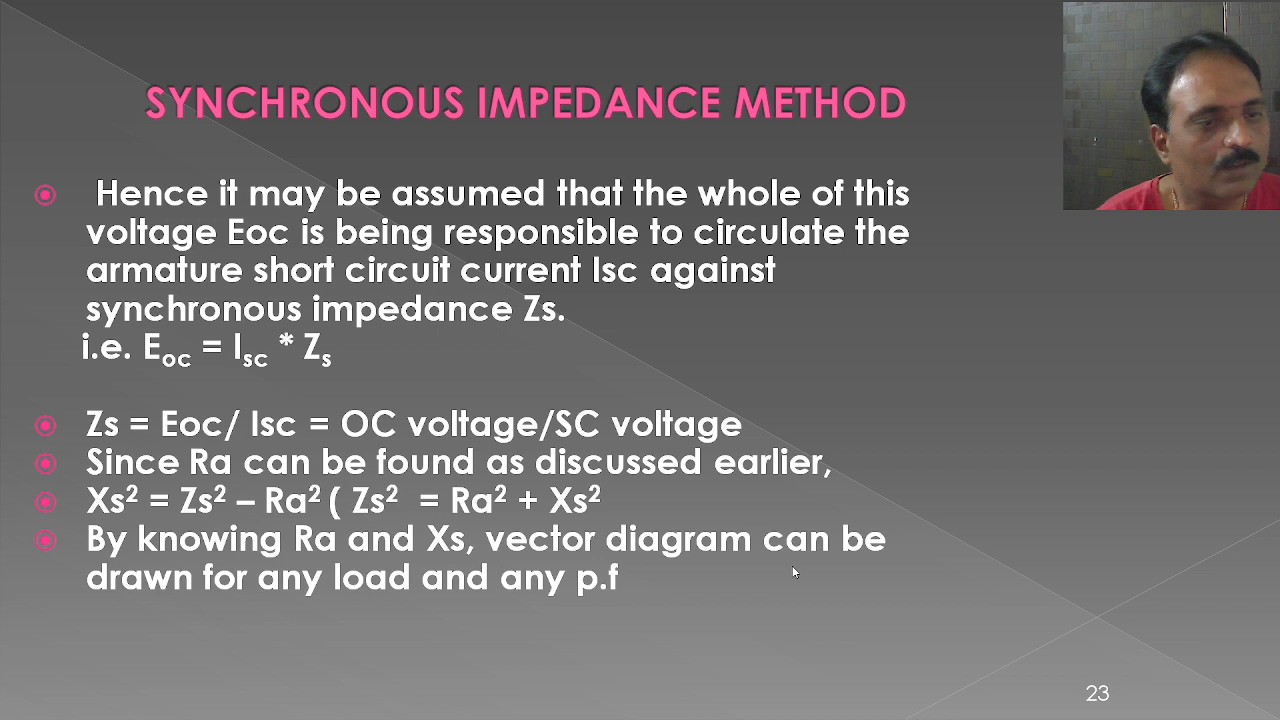 SYNCHRONOUS IMPEDANCE METHOD
Hence it may be assumed that the whole of this
voltage Eoc is being responsible to circulate the
armature short circuit current Isc against
synchronous impedance Zs.
i.e. Eoc = Isc * Zs
Zs = Eoc/ Isc = OC voltage/SC voltage
Since Ra can be found as discussed earlier,
Xs² = Zs² – Ra² ( Zs² = Ra² + Xs²
By knowing Ra and Xs, vector diagram can be
drawn for any load and any p.f
23